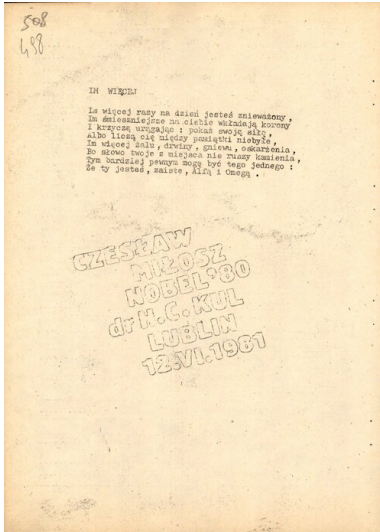 508
498
IM WIĘCEJ
Im więcej razy na dzień jesteś znieważony,
Im śmieszniejsze na ciebie wkładają korony
I krzyczą urągając : pokaż swoją siłę,
Albo liczą cię między pamiątki niebyłe,
Im więcej żalu, drwiny, gniewu, oskarżenia,
Bo słowo twoje z miejsca nie ruszy kamienia,
Tym bardziej pewnym mogę być tego jednego :
Że ty jesteś, zaiste, Alfą i Omegą .
CZESŁAW
MIŁOSZ
NOBEL'80
dr H.C. KUL
LUBLIN
12.VI.1981